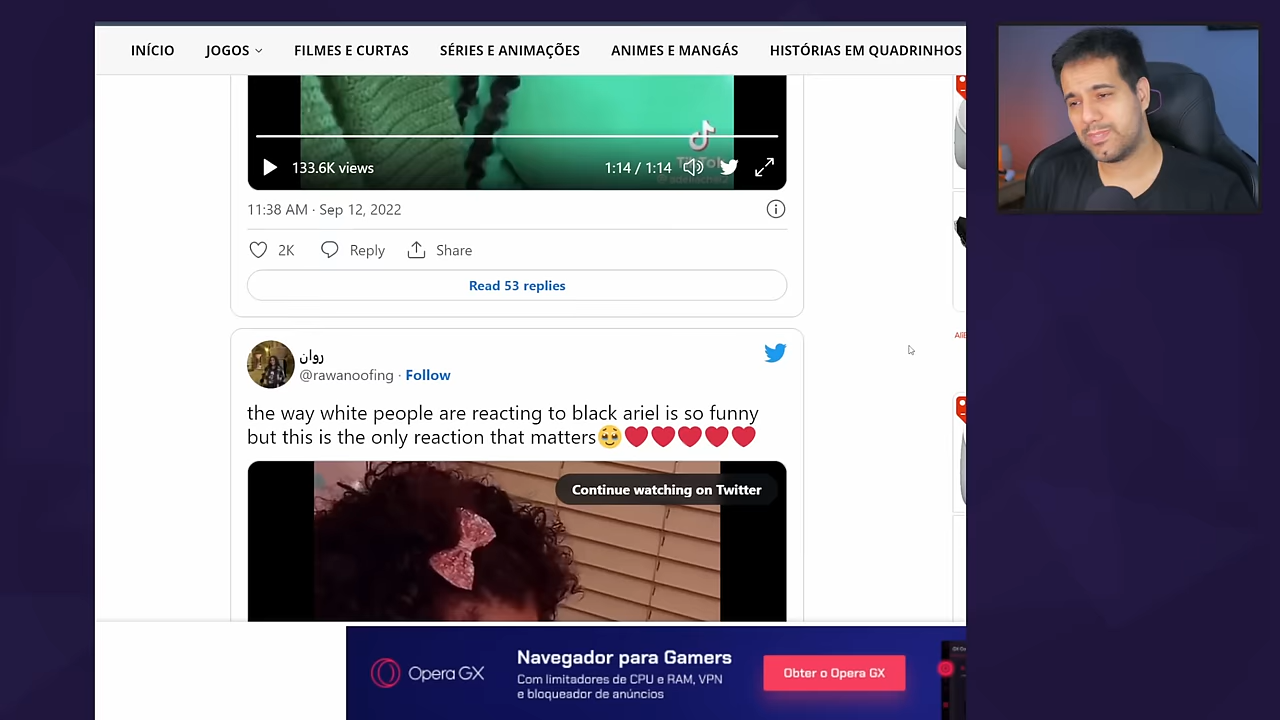 INÍCIO JOGOS FILMES E CURTAS SÉRIES E ANIMAÇÕES ANIMES E MANGÁS HISTÓRIAS EM QUADRINHOS
133.6K views 1:14 / 1:14
TikTok
11:38 AM · Sep 12, 2022
2K Reply Share
Read 53 replies
روان
@rawanoofing · Follow
the way white people are reacting to black ariel is so funny
but this is the only reaction that matters🥹❤️❤️❤️❤️❤️
Continue watching on Twitter
Opera GX
Navegador para Gamers
Com limitadores de CPU e RAM, VPN
e bloqueador de anúncios
Obter o Opera GX